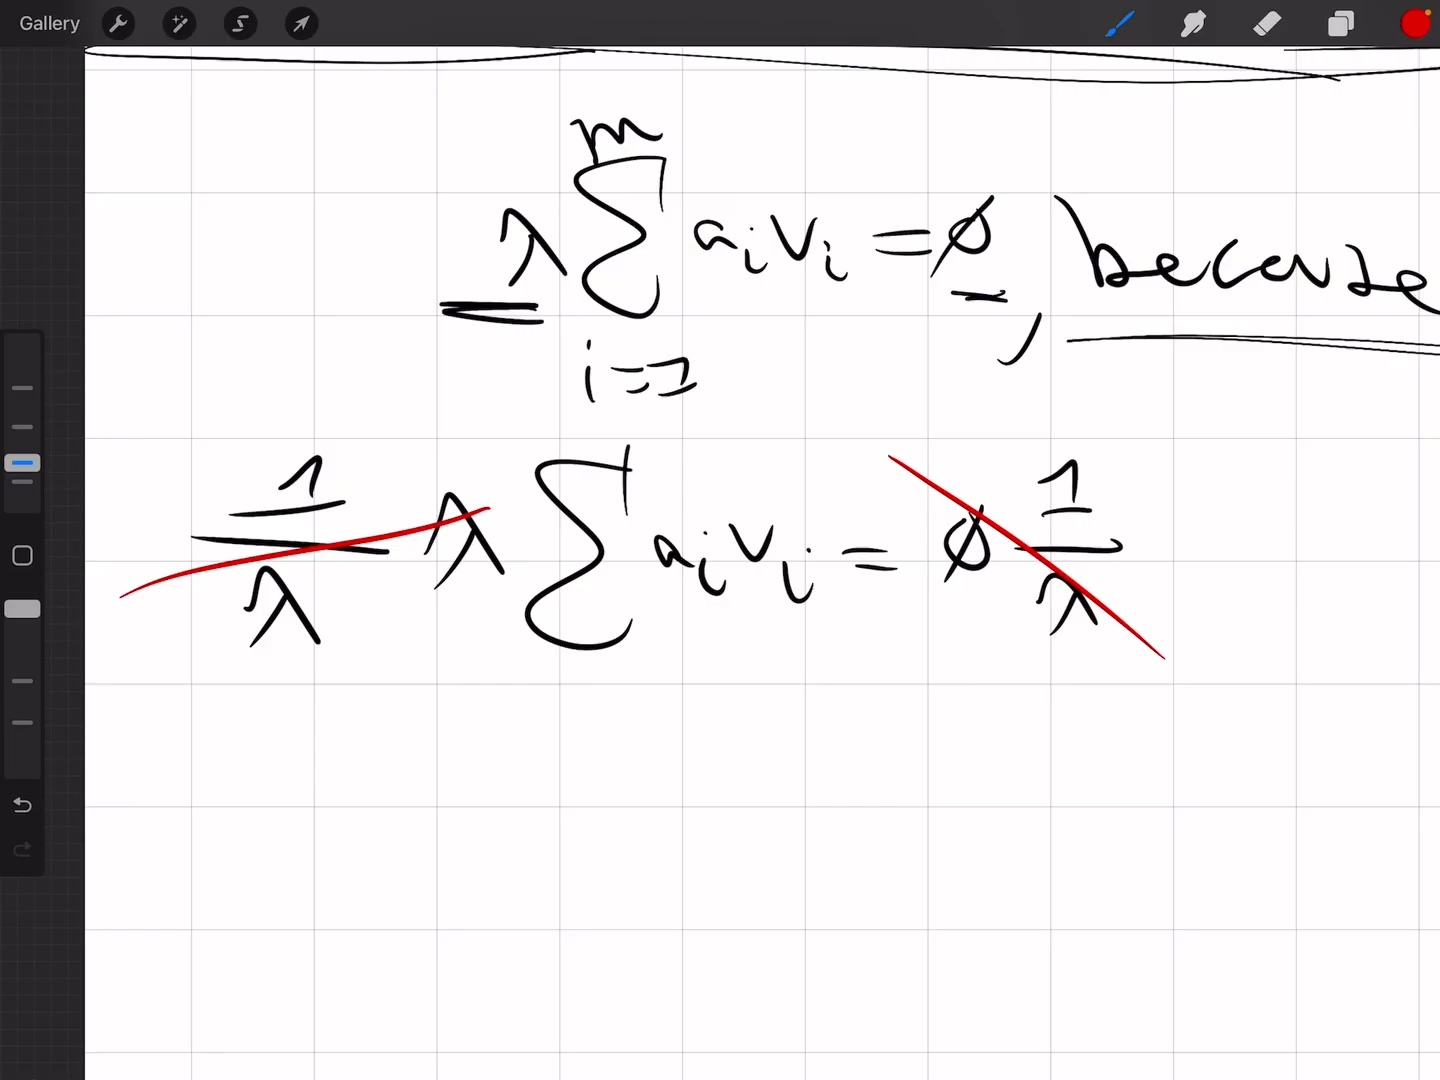 Gallery
m
λ∑aᵢvᵢ=∅, because
i=1
1/λ λ∑aᵢvᵢ=∅ 1/λ